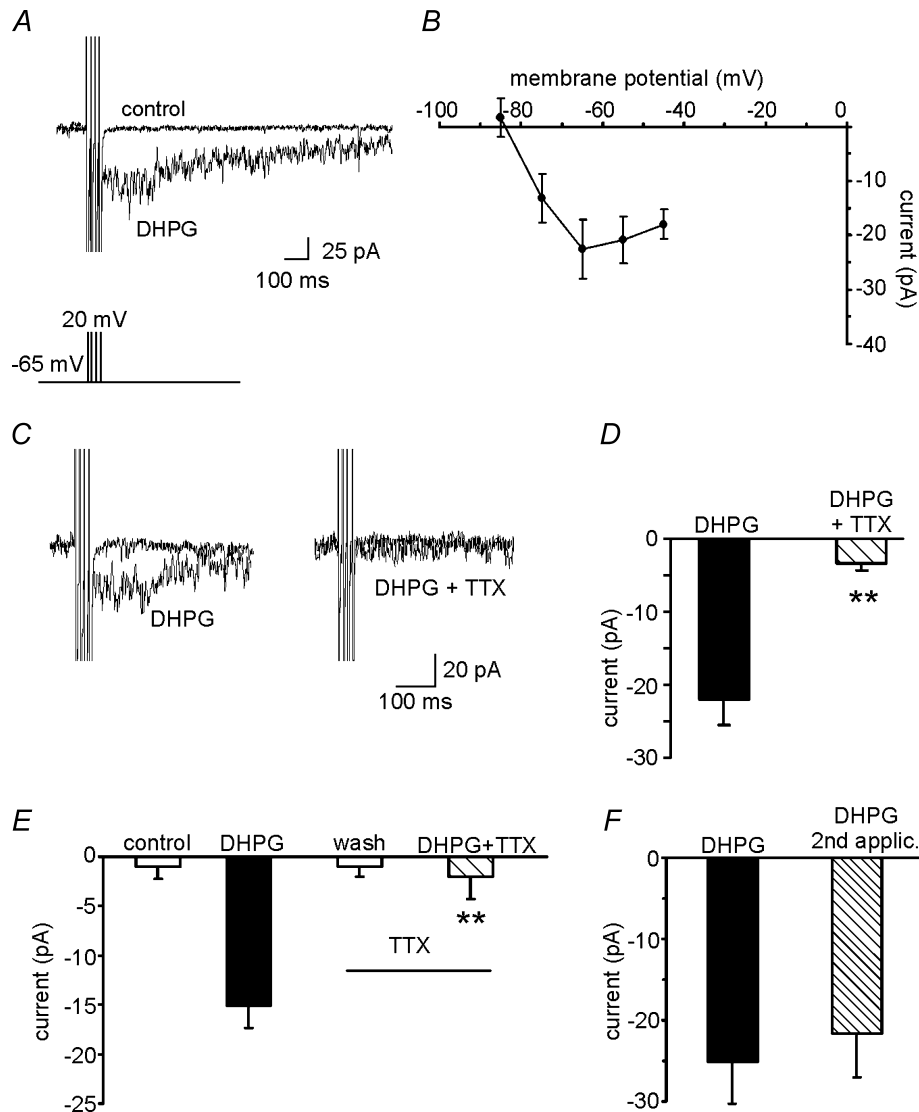 A
control
DHPG
25 pA
100 ms
20 mV
-65 mV
B
membrane potential (mV)
-100 -80 -60 -40 -20 0
-10
-20
-30
-40
current (pA)
C
DHPG
DHPG + TTX
20 pA
100 ms
D
DHPG
DHPG
+ TTX
0
-10
-20
-30
current (pA)
**
E
control DHPG wash DHPG+TTX
0
-5
-10
-15
-20
-25
current (pA)
**
TTX
F
DHPG
DHPG
2nd applic.
0
-10
-20
-30
current (pA)